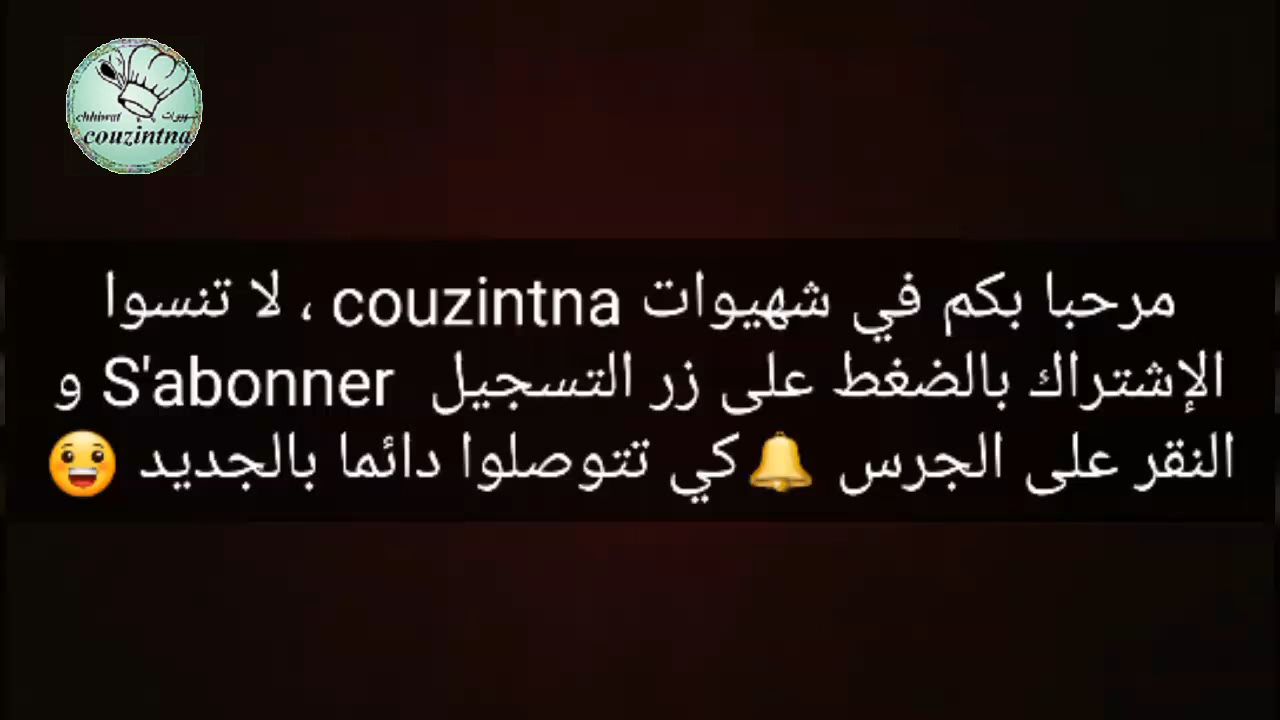 chhiwat شهيوات
couzintna
مرحبا بكم في شهيوات couzintna ، لا تنسوا
الإشتراك بالضغط على زر التسجيل S'abonner و
النقر على الجرس 🔔كي تتوصلوا دائما بالجديد 😀